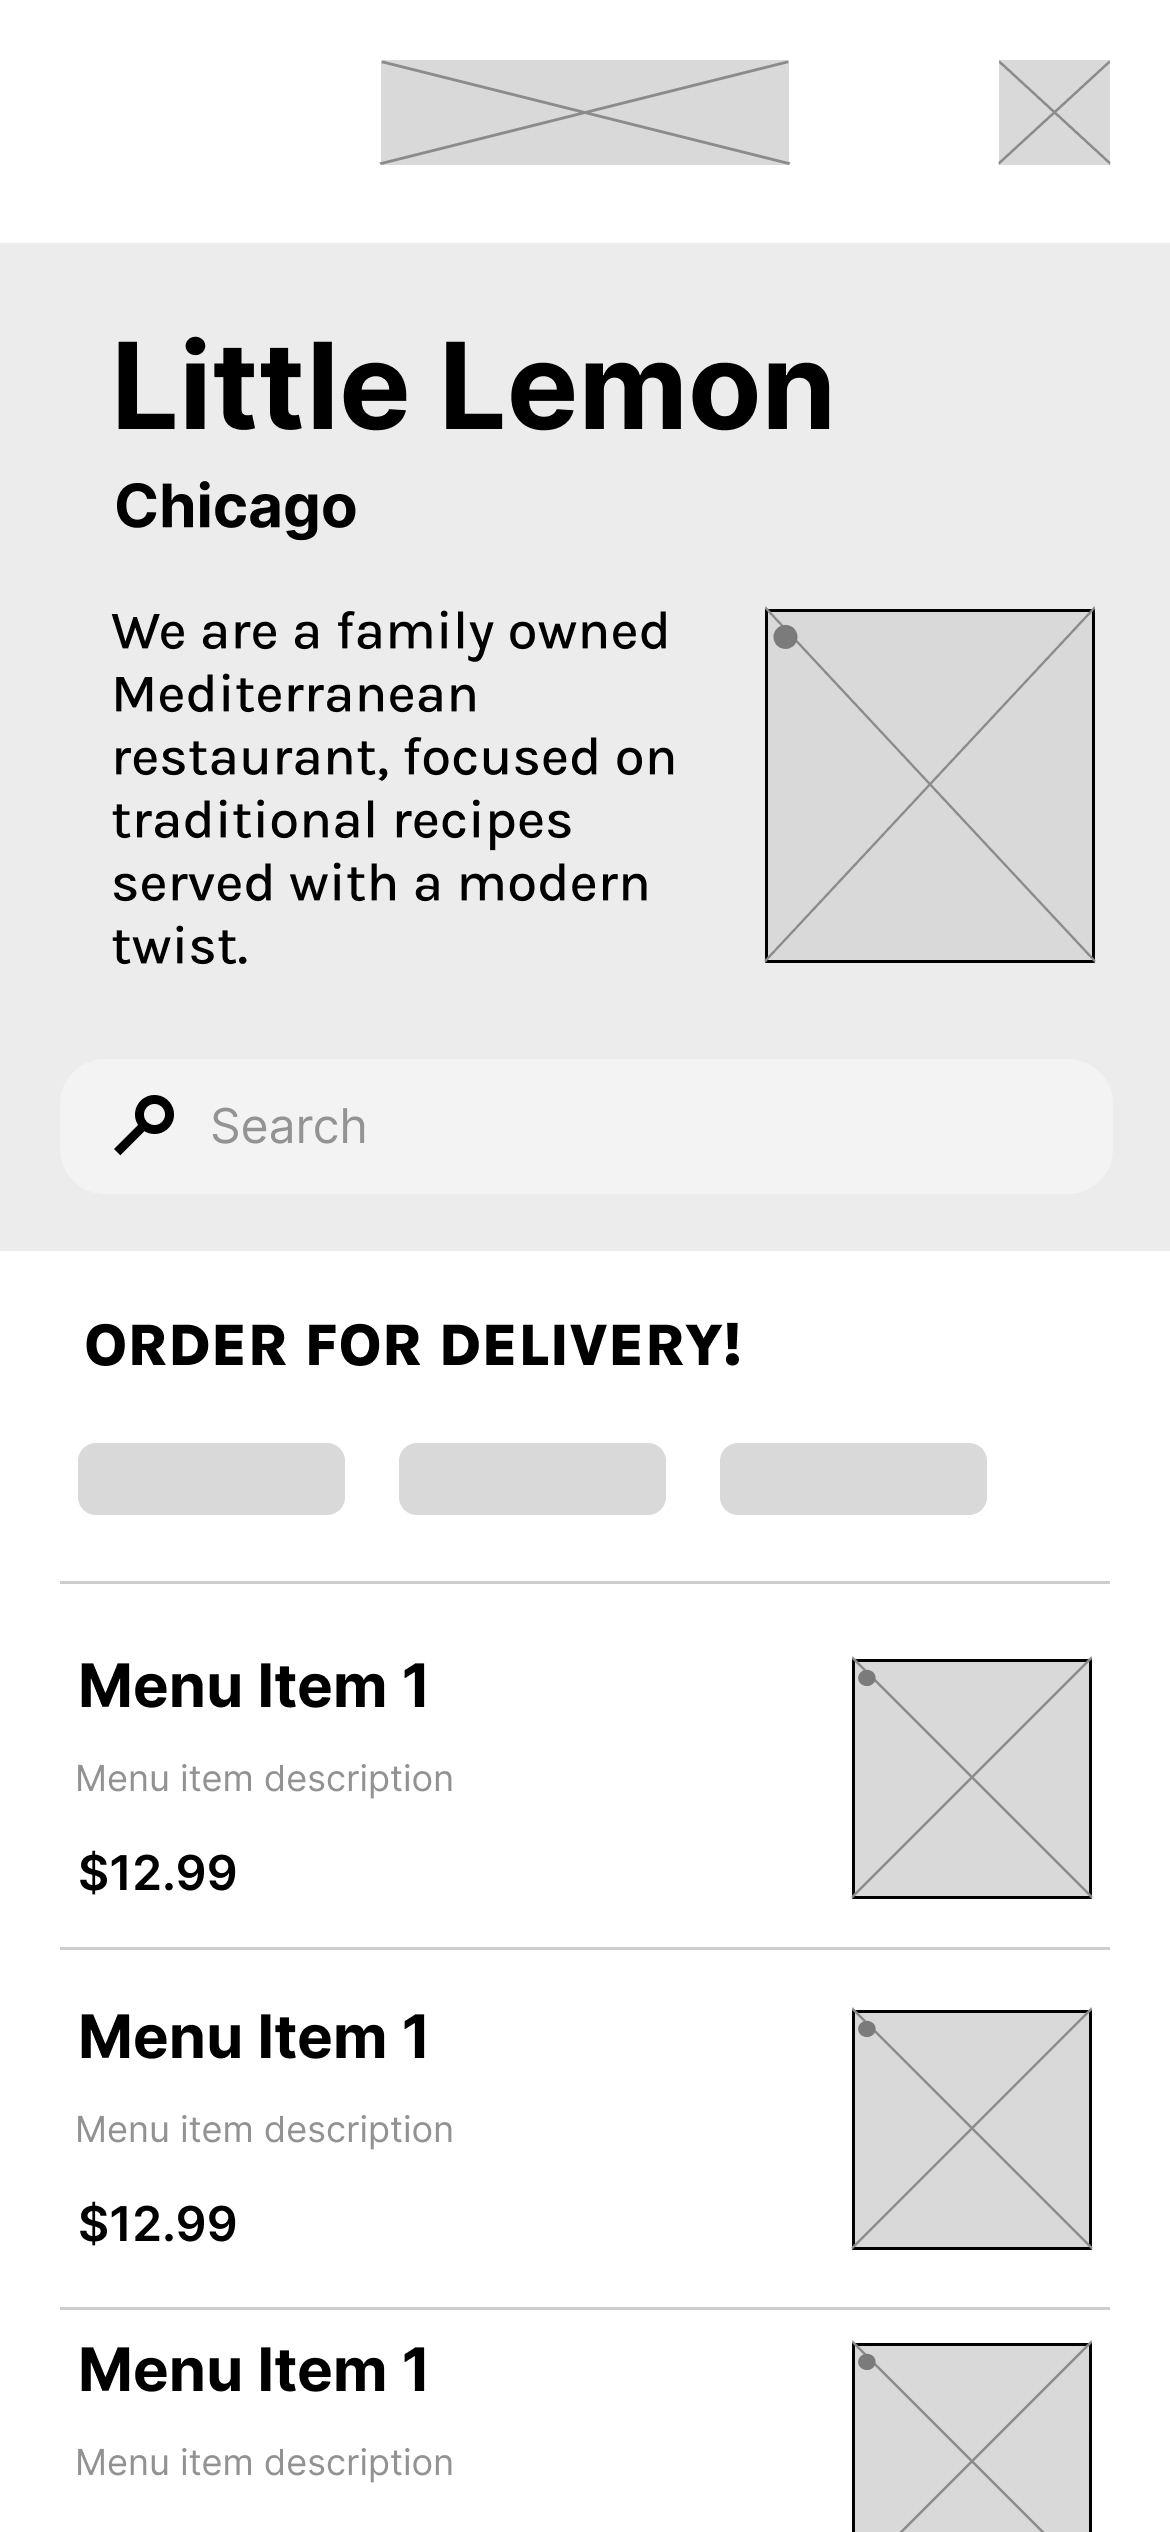 Little Lemon
Chicago
We are a family owned
Mediterranean
restaurant, focused on
traditional recipes
served with a modern
twist.
Search
ORDER FOR DELIVERY!
Menu Item 1
Menu item description
$12.99
Menu Item 1
Menu item description
$12.99
Menu Item 1
Menu item description